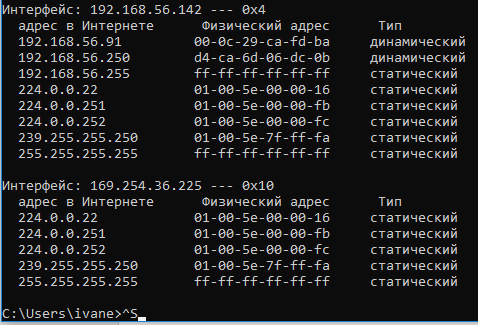 Интерфейс: 192.168.56.142 --- 0x4
адрес в Интернете Физический адрес Тип
192.168.56.91 00-0c-29-ca-fd-ba динамический
192.168.56.250 d4-ca-6d-06-dc-0b динамический
192.168.56.255 ff-ff-ff-ff-ff-ff статический
224.0.0.22 01-00-5e-00-00-16 статический
224.0.0.251 01-00-5e-00-00-fb статический
224.0.0.252 01-00-5e-00-00-fc статический
239.255.255.250 01-00-5e-7f-ff-fa статический
255.255.255.255 ff-ff-ff-ff-ff-ff статический
Интерфейс: 169.254.36.225 --- 0x10
адрес в Интернете Физический адрес Тип
224.0.0.22 01-00-5e-00-00-16 статический
224.0.0.251 01-00-5e-00-00-fb статический
224.0.0.252 01-00-5e-00-00-fc статический
239.255.255.250 01-00-5e-7f-ff-fa статический
255.255.255.255 ff-ff-ff-ff-ff-ff статический
C:\Users\ivane>^S